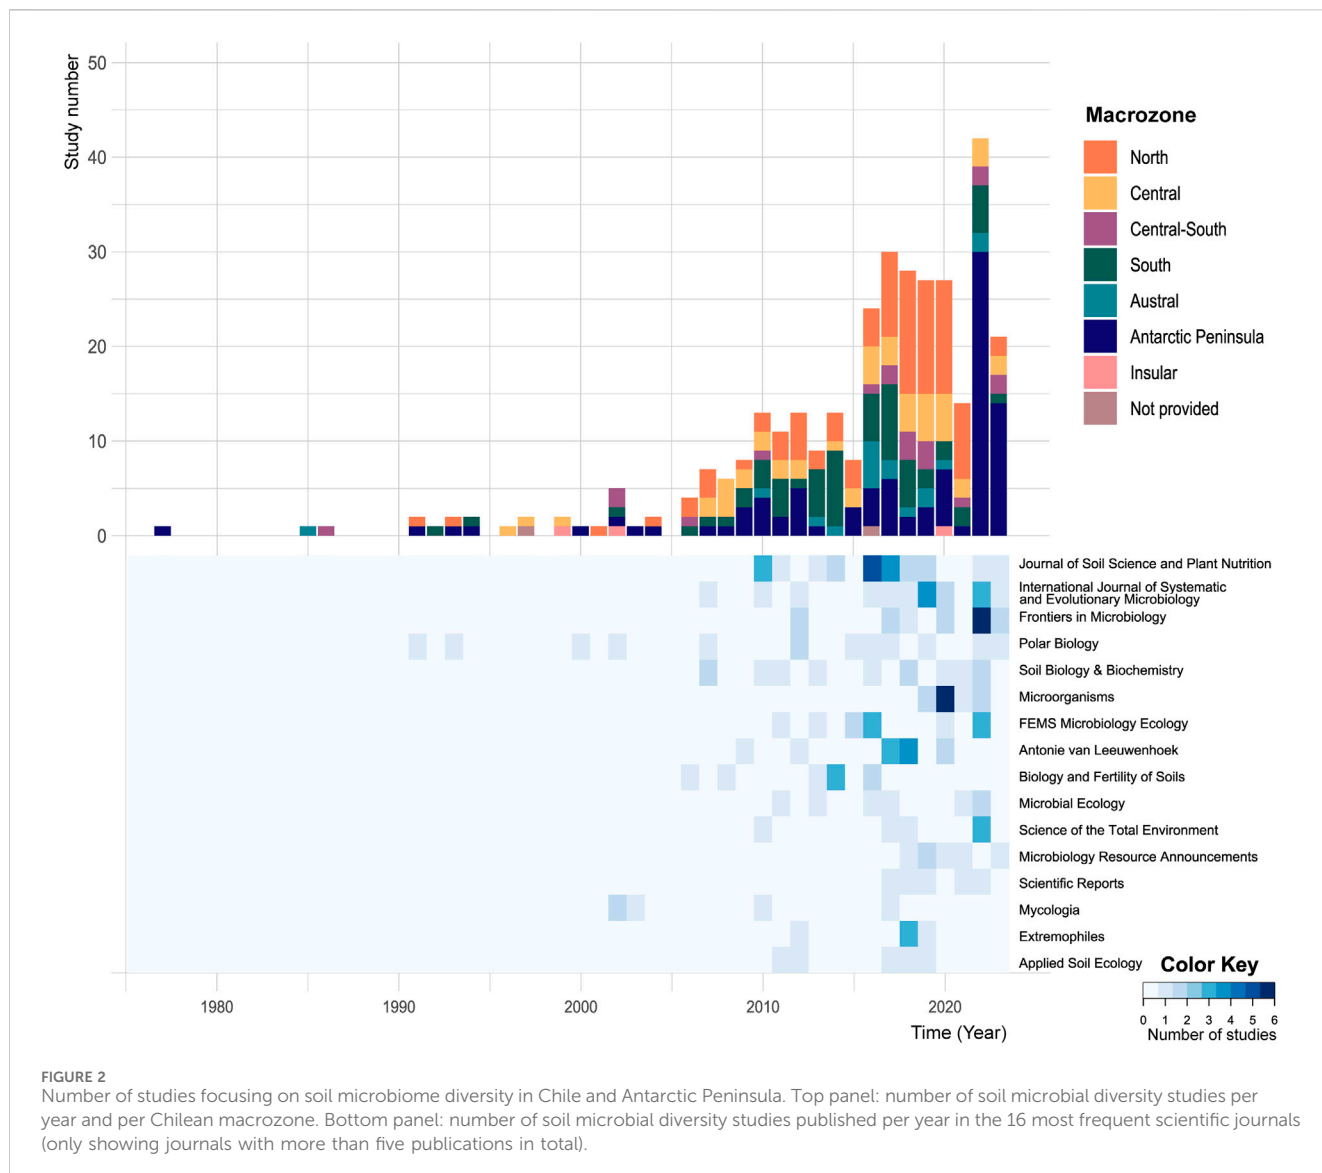 Study number
50
40
30
20
10
0
Macrozone
North
Central
Central-South
South
Austral
Antarctic Peninsula
Insular
Not provided
Journal of Soil Science and Plant Nutrition
International Journal of Systematic
and Evolutionary Microbiology
Frontiers in Microbiology
Polar Biology
Soil Biology & Biochemistry
Microorganisms
FEMS Microbiology Ecology
Antonie van Leeuwenhoek
Biology and Fertility of Soils
Microbial Ecology
Science of the Total Environment
Microbiology Resource Announcements
Scientific Reports
Mycologia
Extremophiles
Applied Soil Ecology
Color Key
0 1 2 3 4 5 6
Number of studies
1980 1990 2000 2010 2020
Time (Year)
FIGURE 2
Number of studies focusing on soil microbiome diversity in Chile and Antarctic Peninsula. Top panel: number of soil microbial diversity studies per
year and per Chilean macrozone. Bottom panel: number of soil microbial diversity studies published per year in the 16 most frequent scientific journals
(only showing journals with more than five publications in total).